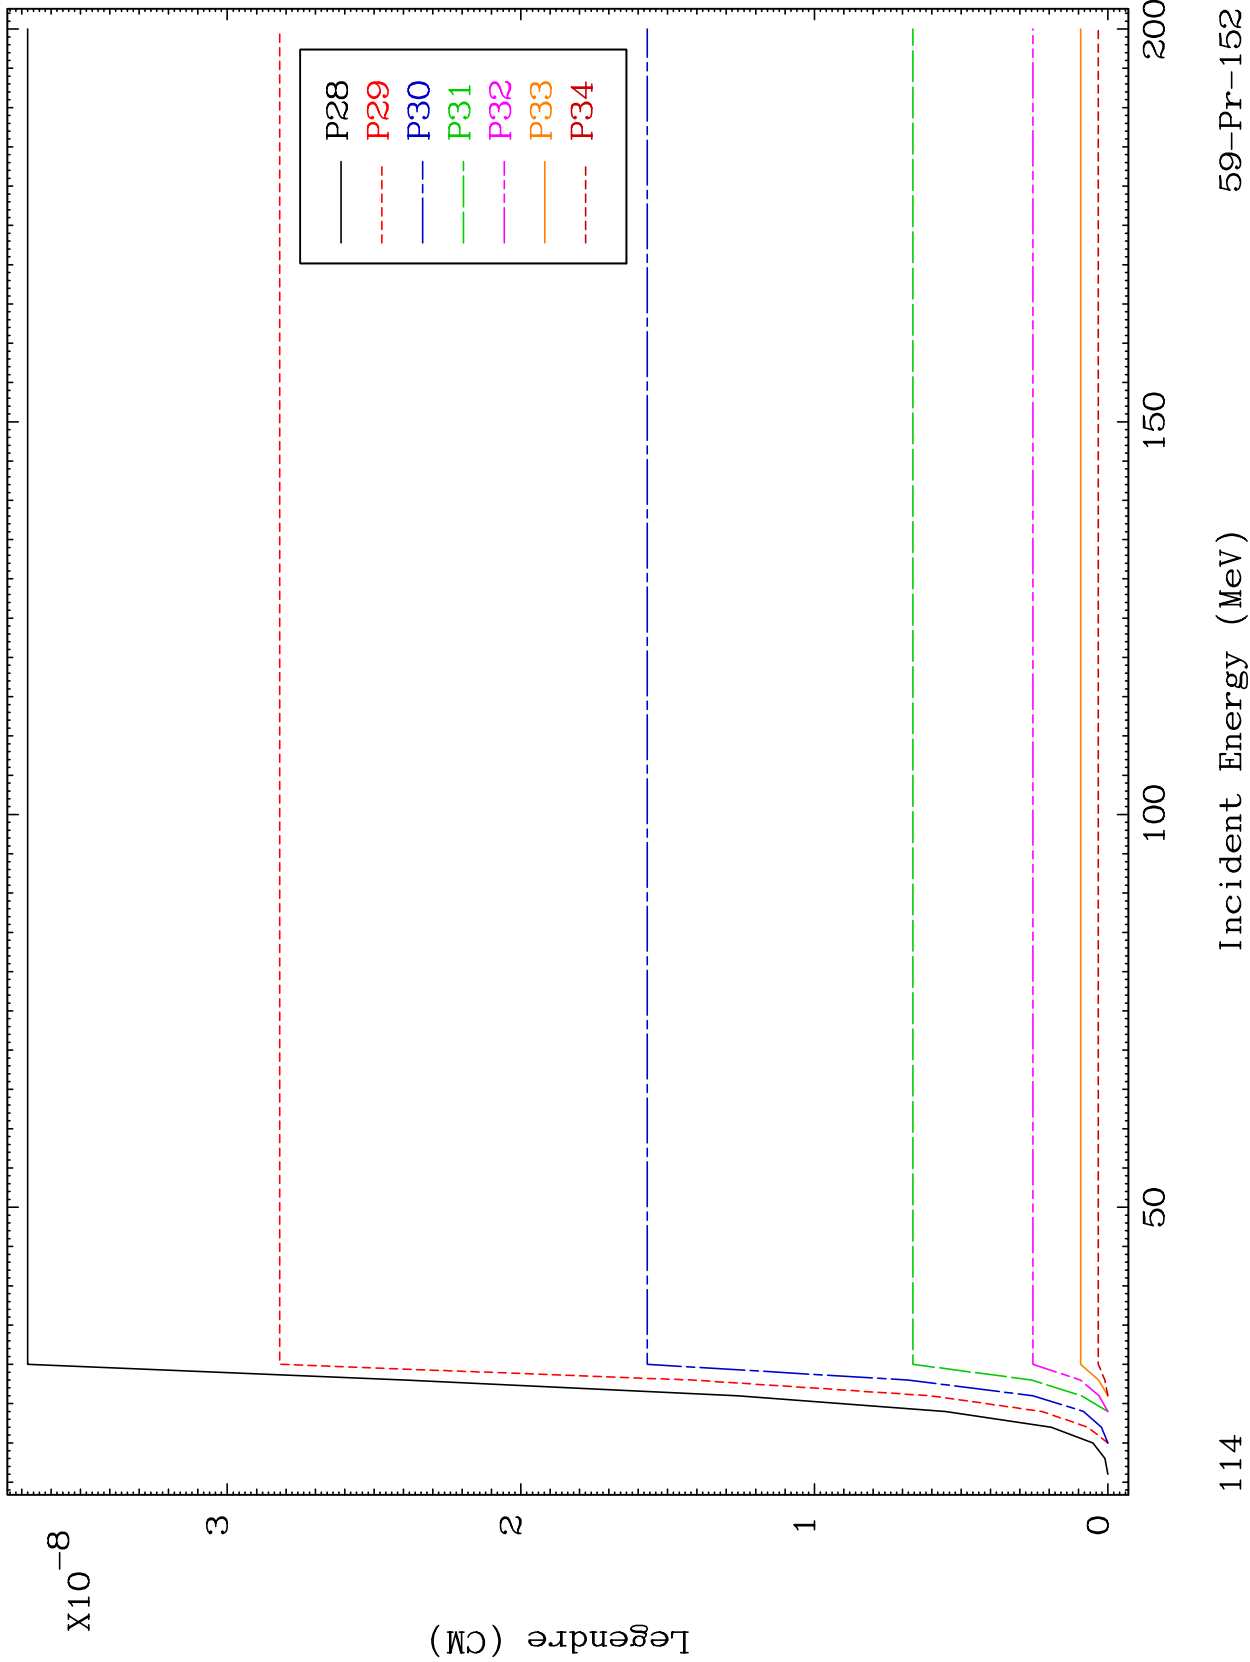 X10-8
3
2
1
0
Legendre (CM)
P28
P29
P30
P31
P32
P33
P34
50
100
150
200
Incident Energy (MeV)
114
59-Pr-152